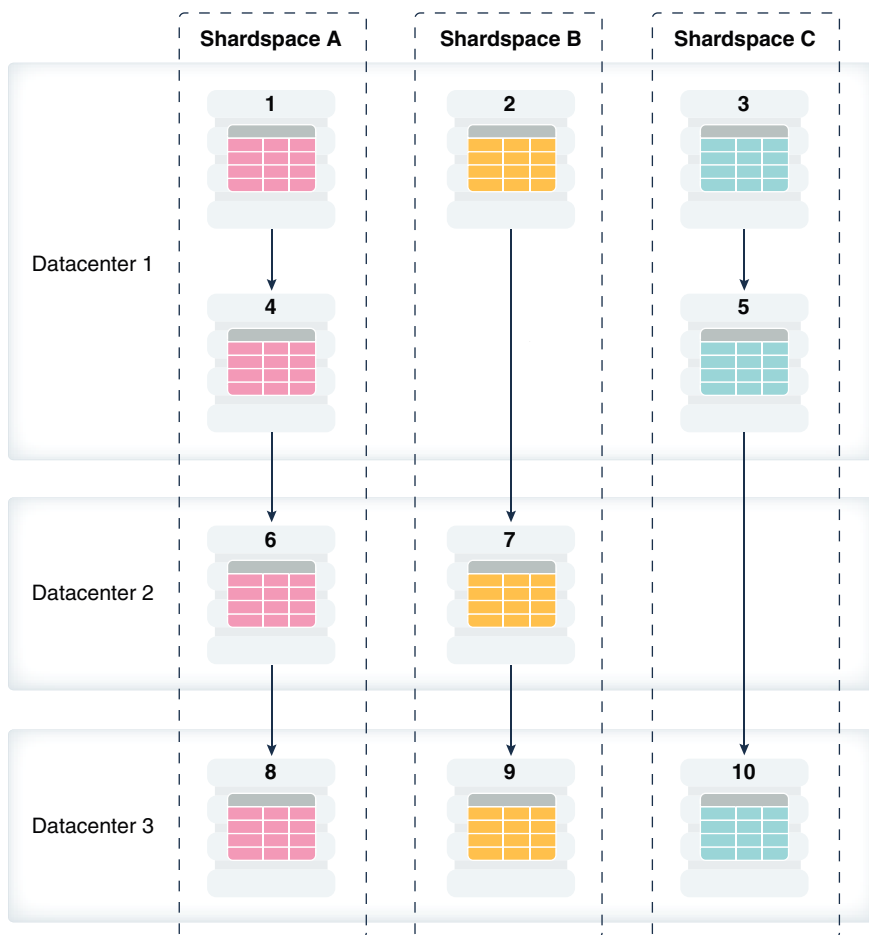 Shardspace A
Shardspace B
Shardspace C
1
2
3
Datacenter 1
4
5
6
7
Datacenter 2
8
9
10
Datacenter 3